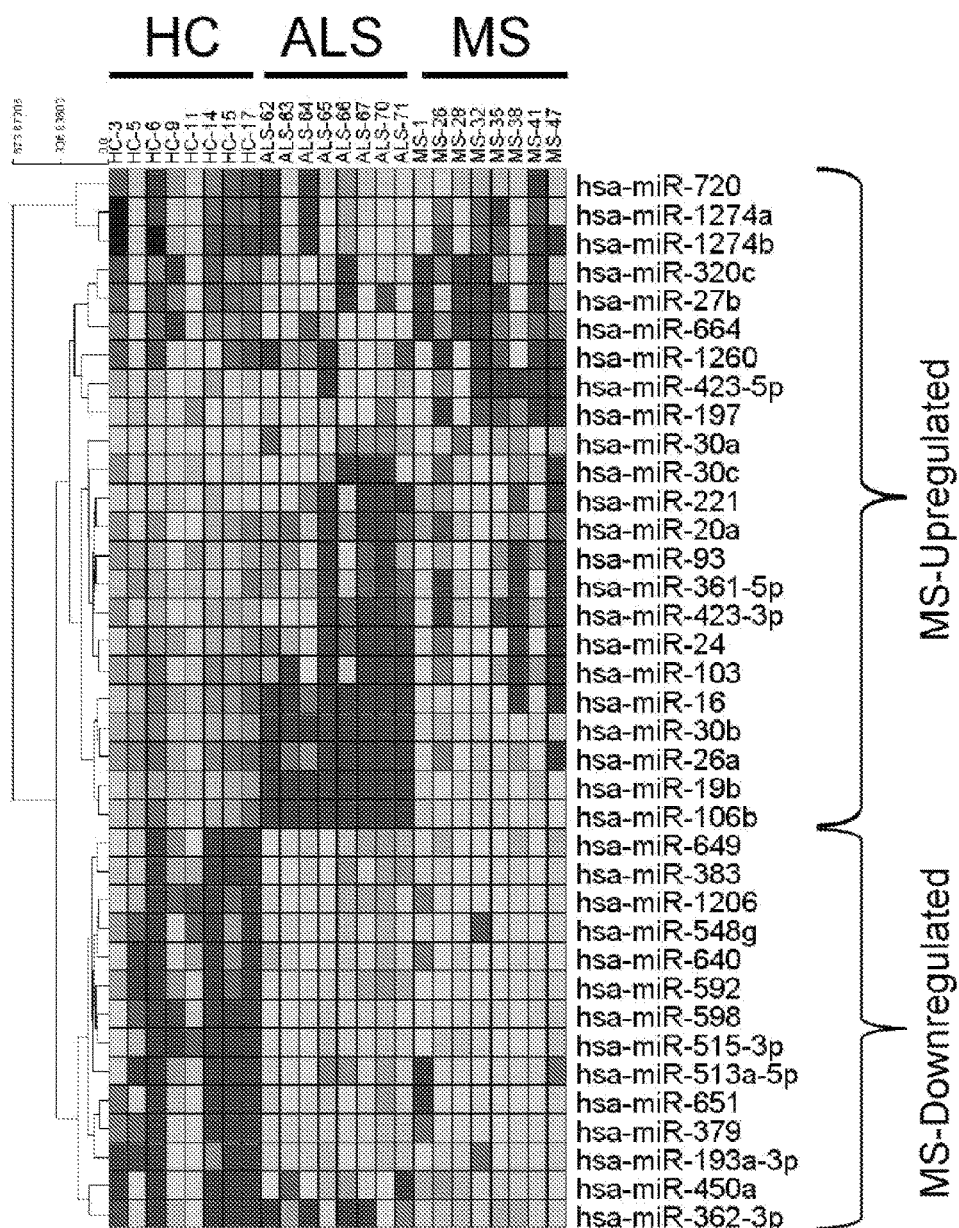 HC ALS MS
HC-3
HC-5
HC-6
HC-9
HC-11
HC-14
HC-15
HC-17
ALS-62
ALS-63
ALS-64
ALS-65
ALS-66
ALS-67
ALS-70
ALS-71
MS-1
MS-26
MS-28
MS-32
MS-35
MS-38
MS-41
MS-47
hsa-miR-720
hsa-miR-1274a
hsa-miR-1274b
hsa-miR-320c
hsa-miR-27b
hsa-miR-664
hsa-miR-1260
hsa-miR-423-5p
hsa-miR-197
hsa-miR-30a
hsa-miR-30c
hsa-miR-221
hsa-miR-20a
hsa-miR-93
hsa-miR-361-5p
hsa-miR-423-3p
hsa-miR-24
hsa-miR-103
hsa-miR-16
hsa-miR-30b
hsa-miR-26a
hsa-miR-19b
hsa-miR-106b
hsa-miR-649
hsa-miR-383
hsa-miR-1206
hsa-miR-548g
hsa-miR-640
hsa-miR-592
hsa-miR-598
hsa-miR-515-3p
hsa-miR-513a-5p
hsa-miR-651
hsa-miR-379
hsa-miR-193a-3p
hsa-miR-450a
hsa-miR-362-3p
MS-Upregulated
MS-Downregulated